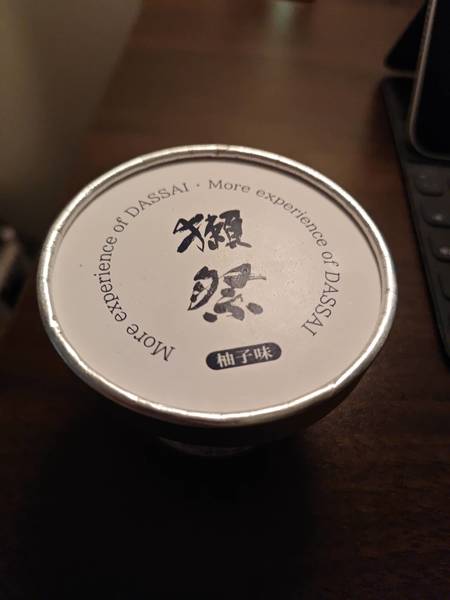 More experience of DASSAI · More experience of DASSAI
獺
祭
柚子味